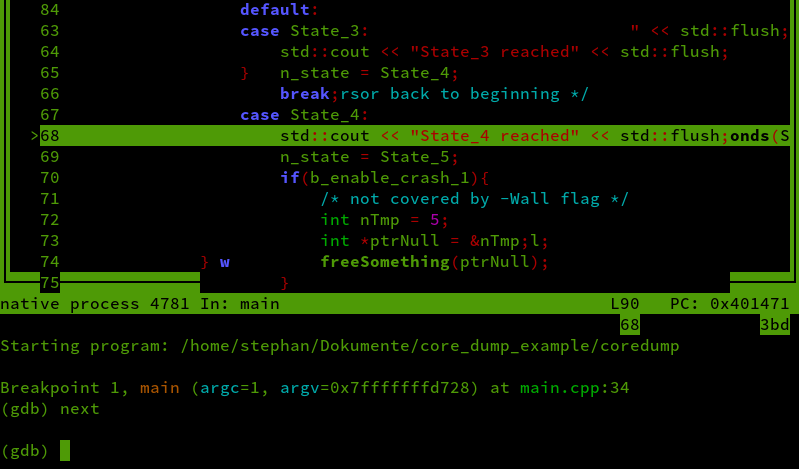 64 default:
63 case State_3: " << std::flush;
64 std::cout << "State_3 reached" << std::flush;
65 } n_state = State_4;
66 break;rsor back to beginning */
67 case State_4:
>68 std::cout << "State_4 reached" << std::flush;onds(S
69 n_state = State_5;
70 if(b_enable_crash_1){
71 /* not covered by -Wall flag */
72 int nTmp = 5;
73 int *ptrNull = &nTmp;l;
74 } w freeSomething(ptrNull);
75 }
native process 4781 In: main L90 PC: 0x401471
68 3bd
Starting program: /home/stephan/Dokumente/core_dump_example/coredump
Breakpoint 1, main (argc=1, argv=0x7fffffffd728) at main.cpp:34
(gdb) next
(gdb)